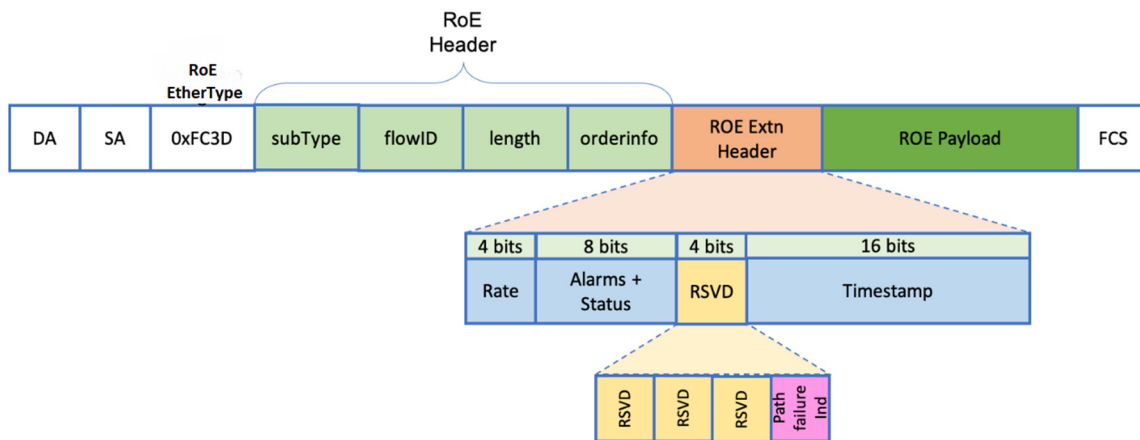 RoE
Header
RoE
EtherType
DA
SA
0xFC3D
subType
flowID
length
orderinfo
ROE Extn
Header
ROE Payload
FCS
4 bits
8 bits
4 bits
16 bits
Rate
Alarms +
Status
RSVD
Timestamp
RSVD
RSVD
RSVD
Path
failure
Ind